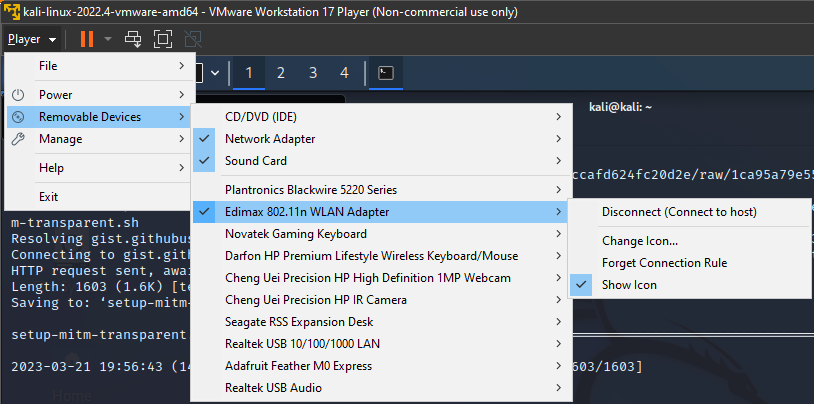 kali-linux-2022.4-vmware-amd64 - VMware Workstation 17 Player (Non-commercial use only)
Player
1 2 3 4
kali@kali: ~
File
Power
Removable Devices
Manage
Help
Exit
CD/DVD (IDE)
Network Adapter
Sound Card
Plantronics Blackwire 5220 Series
Edimax 802.11n WLAN Adapter
Novatek Gaming Keyboard
Darfon HP Premium Lifestyle Wireless Keyboard/Mouse
Cheng Uei Precision HP High Definition 1MP Webcam
Cheng Uei Precision HP IR Camera
Seagate RSS Expansion Desk
Realtek USB 10/100/1000 LAN
Adafruit Feather M0 Express
Realtek USB Audio
Disconnect (Connect to host)
Change Icon...
Forget Connection Rule
Show Icon
ccafd624fc20d2e/raw/1ca95a79e55
m-transparent.sh
Resolving gist.githubus
Connecting to gist.gith
HTTP request sent, awai
Length: 1603 (1.6K) [te
Saving to: ‘setup-mitm-
setup-mitm-transparent
2023-03-21 19:56:43 (14 603/1603]
Home